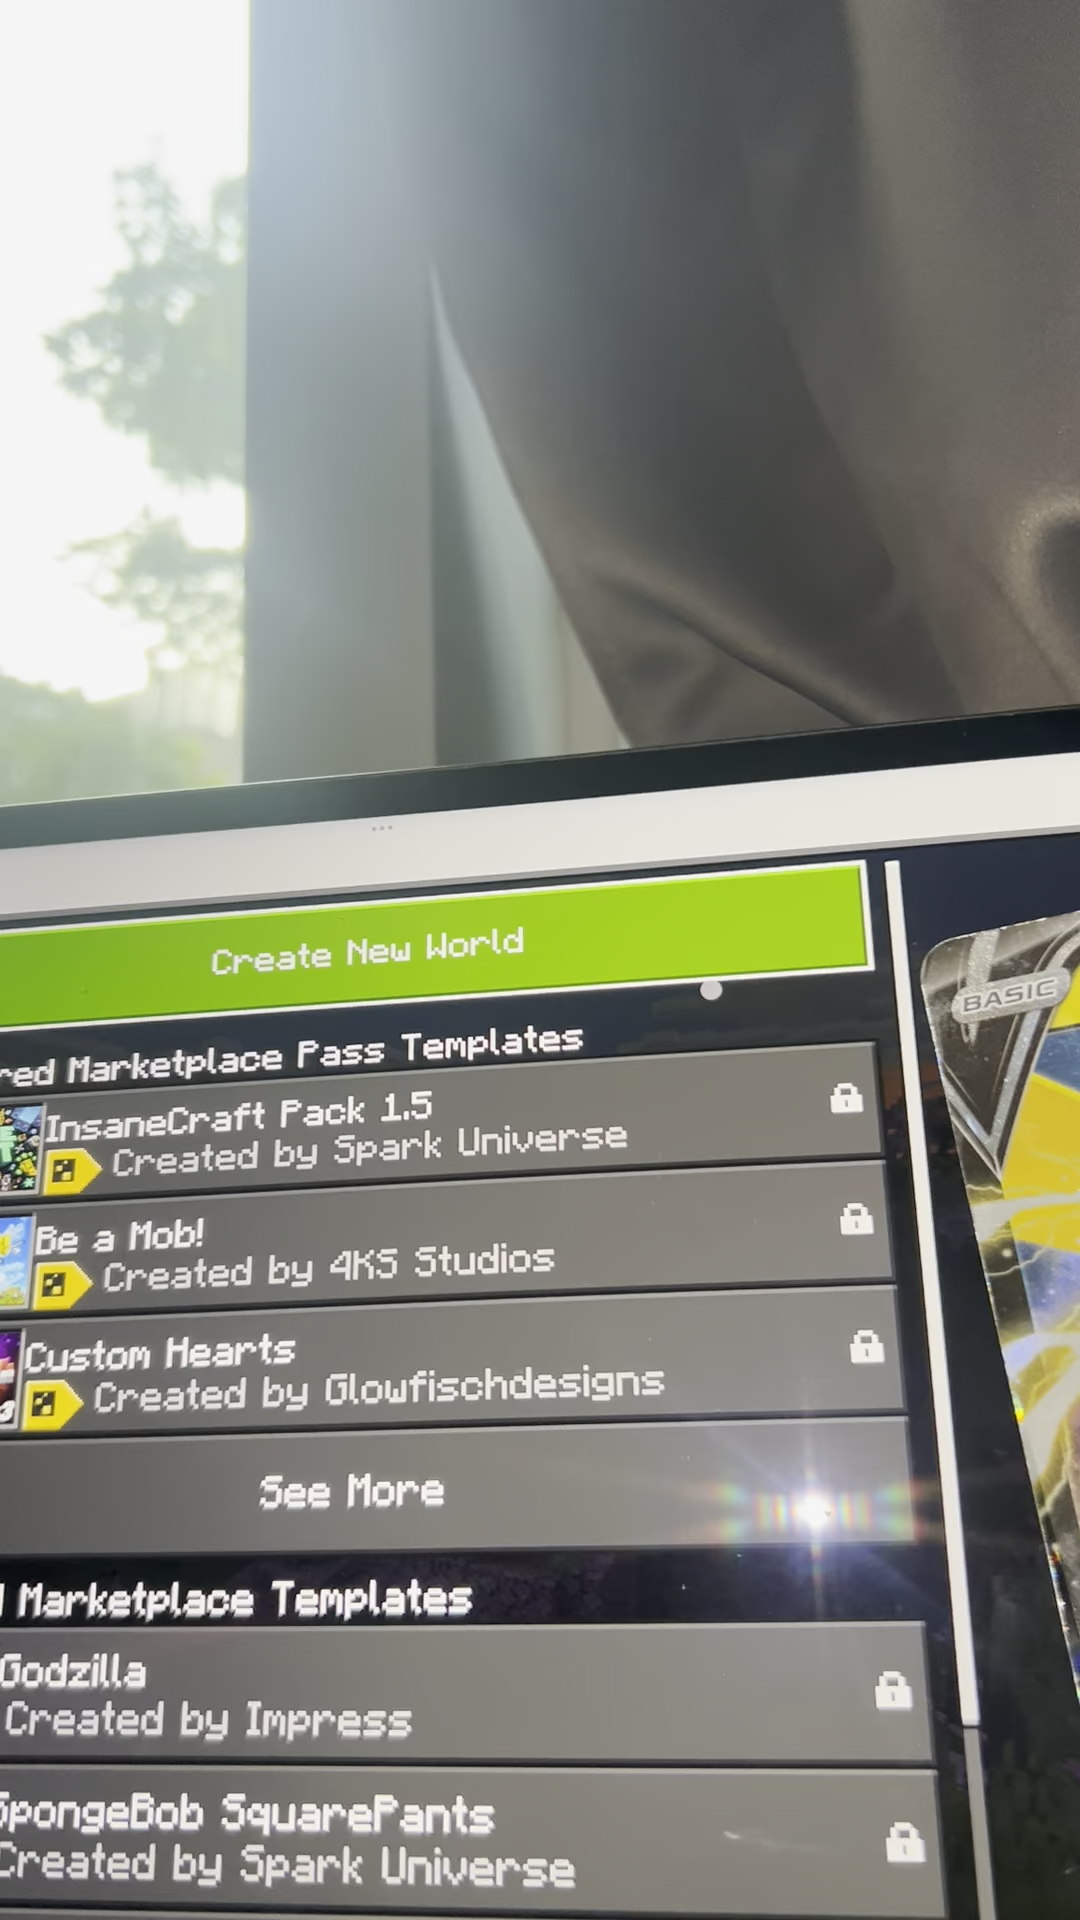 Create New World
red Marketplace Pass Templates
InsaneCraft Pack 1.5
Created by Spark Universe
Be a Mob!
Created by 4KS Studios
Custom Hearts
Created by Glowfischdesigns
See More
Marketplace Templates
Godzilla
Created by Impress
SpongeBob SquarePants
Created by Spark Universe
BASIC